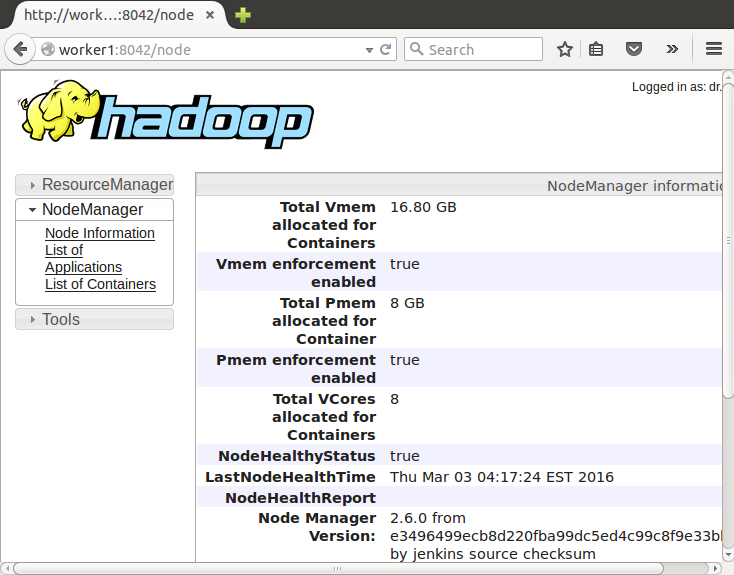 http://work…:8042/node
worker1:8042/node
Search
Logged in as: dr.
hadoop
ResourceManager
NodeManager
Node Information
List of
Applications
List of Containers
Tools
NodeManager informatio
Total Vmem 16.80 GB
allocated for
Containers
Vmem enforcement true
enabled
Total Pmem 8 GB
allocated for
Container
Pmem enforcement true
enabled
Total VCores 8
allocated for
Containers
NodeHealthyStatus true
LastNodeHealthTime Thu Mar 03 04:17:24 EST 2016
NodeHealthReport
Node Manager 2.6.0 from
Version: e3496499ecb8d220fba99dc5ed4c99c8f9e33b
by jenkins source checksum